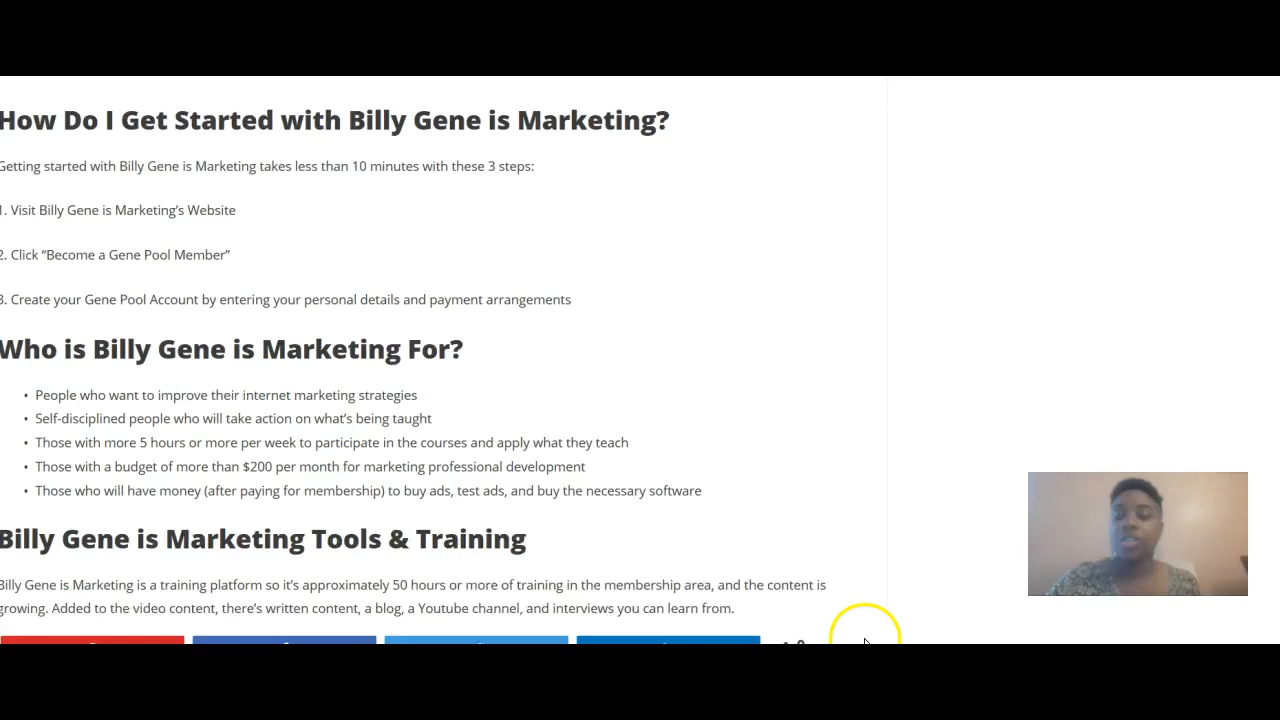 How Do I Get Started with Billy Gene is Marketing?
Getting started with Billy Gene is Marketing takes less than 10 minutes with these 3 steps:
1. Visit Billy Gene is Marketing's Website
2. Click “Become a Gene Pool Member”
3. Create your Gene Pool Account by entering your personal details and payment arrangements
Who is Billy Gene is Marketing For?
• People who want to improve their internet marketing strategies
• Self-disciplined people who will take action on what's being taught
• Those with more 5 hours or more per week to participate in the courses and apply what they teach
• Those with a budget of more than $200 per month for marketing professional development
• Those who will have money (after paying for membership) to buy ads, test ads, and buy the necessary software
Billy Gene is Marketing Tools & Training
Billy Gene is Marketing is a training platform so it's approximately 50 hours or more of training in the membership area, and the content is
growing. Added to the video content, there's written content, a blog, a Youtube channel, and interviews you can learn from.